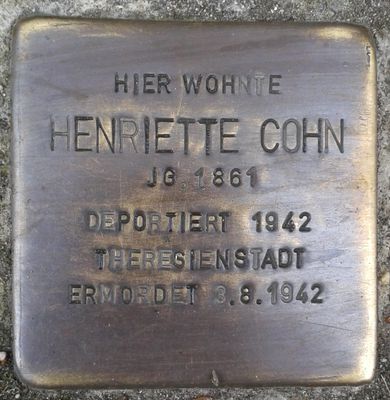 HIER WOHNTE
HENRIETTE COHN
JG. 1861
DEPORTIERT 1942
THERESIENSTADT
ERMORDET 3.8.1942